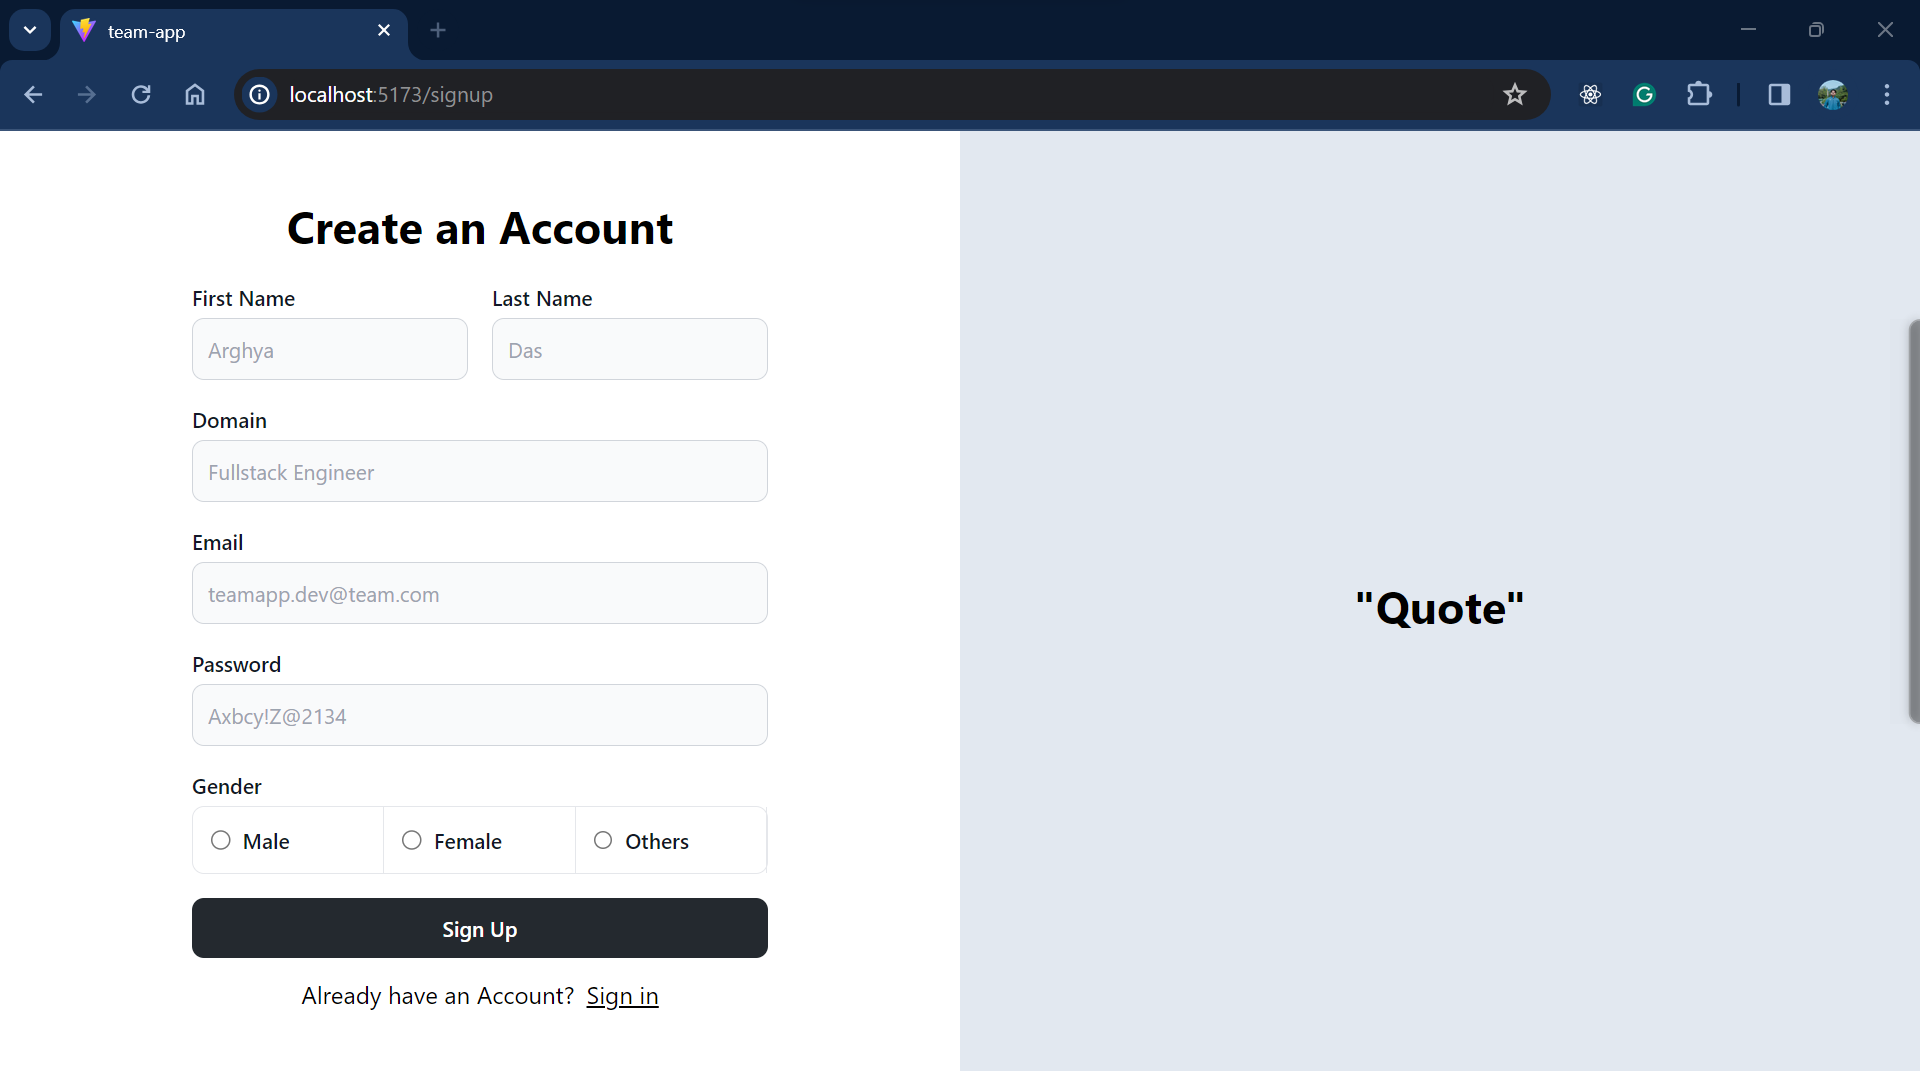 team-app
localhost:5173/signup
Create an Account
First Name Last Name
Arghya Das
Domain
Fullstack Engineer
Email
teamapp.dev@team.com
Password
Axbcy!Z@2134
Gender
Male Female Others
Sign Up
Already have an Account? Sign in
"Quote"